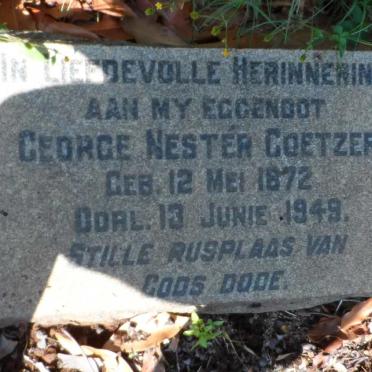 IN LIEFDEVOLLE HERINNERIN
AAN MY EGGENOOT
GEORGE NESTER COETZER
GEB. 12 MEI 1872
OORL. 13 JUNIE 1949.
STILLE RUSPLAAS VAN
GODS DODE.